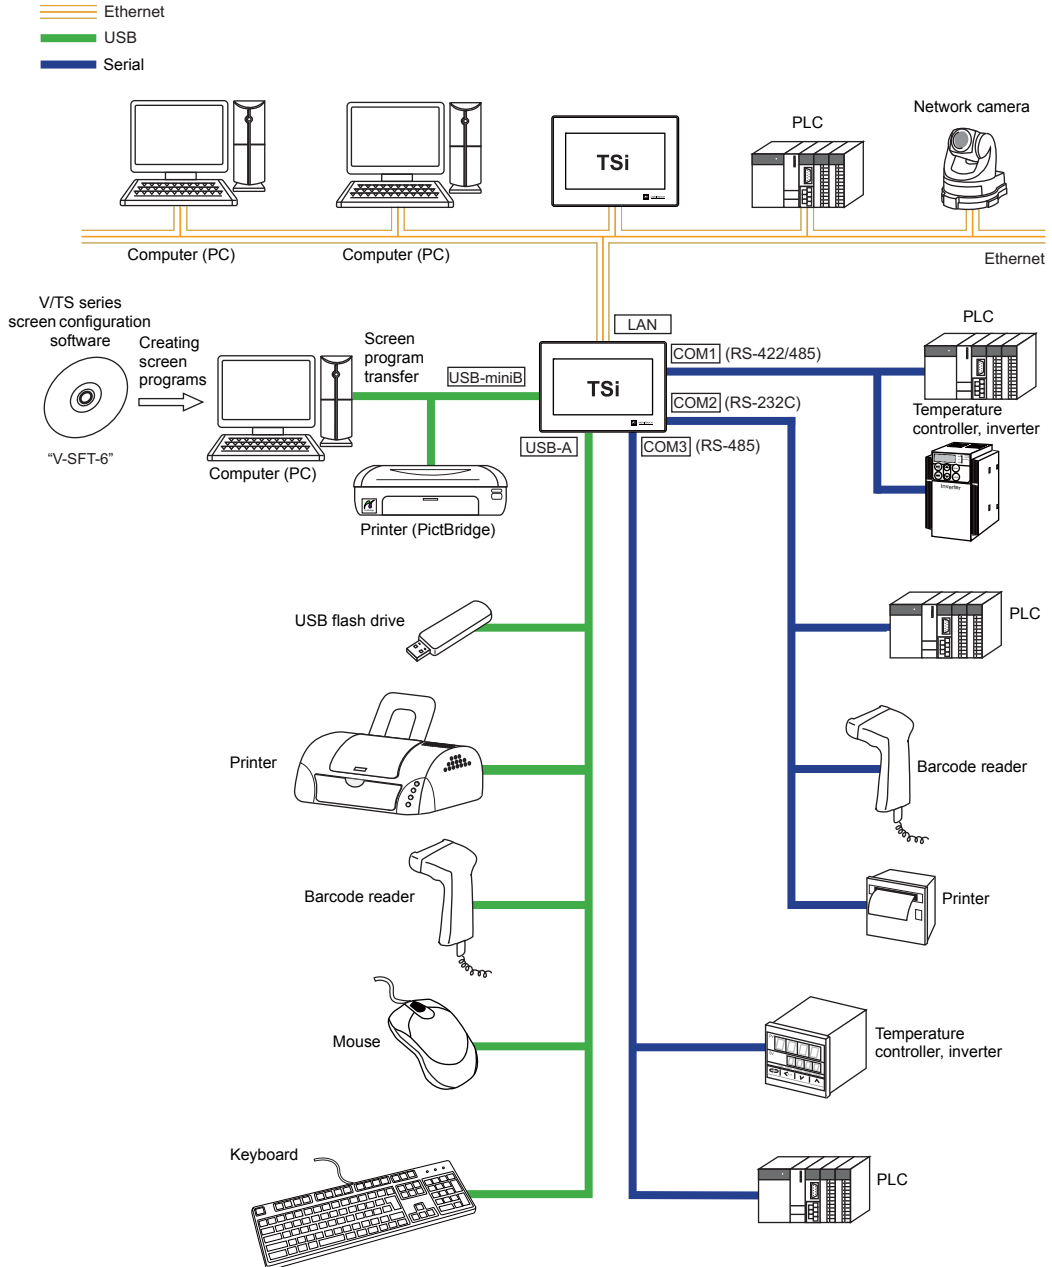 Ethernet
USB
Serial
Network camera
PLC
TSi
Computer (PC)
Computer (PC)
Ethernet
V/TS series
screen configuration
software
Creating
screen
programs
Screen
program
transfer
LAN
PLC
USB-miniB
TSi
COM1 (RS-422/485)
COM2 (RS-232C)
USB-A
COM3 (RS-485)
Temperature
controller, inverter
"V-SFT-6"
Computer (PC)
Inverter
Printer (PictBridge)
USB flash drive
PLC
Printer
Barcode reader
Barcode reader
Printer
Mouse
Temperature
controller, inverter
Keyboard
PLC